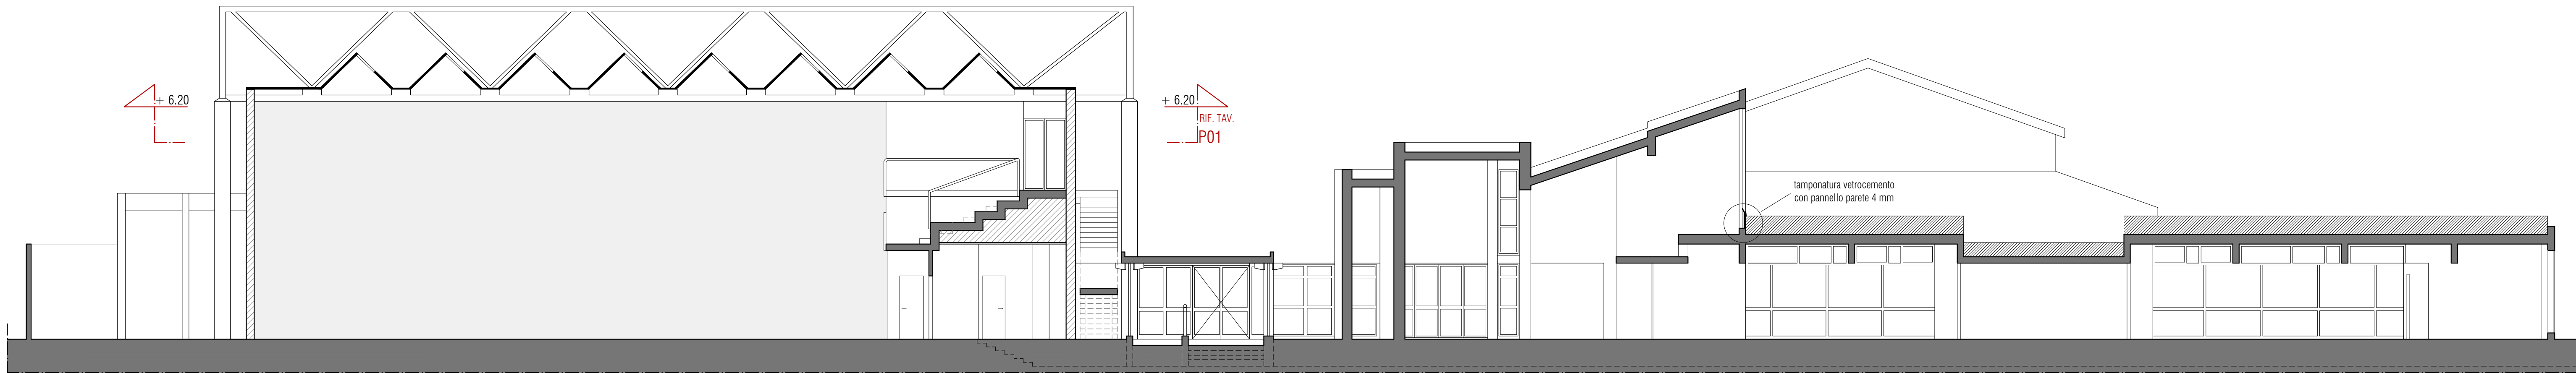 + 6.20
+ 6.20
RIF. TAV.
P01
tamponatura vetrocemento
con pannello parete 4 mm